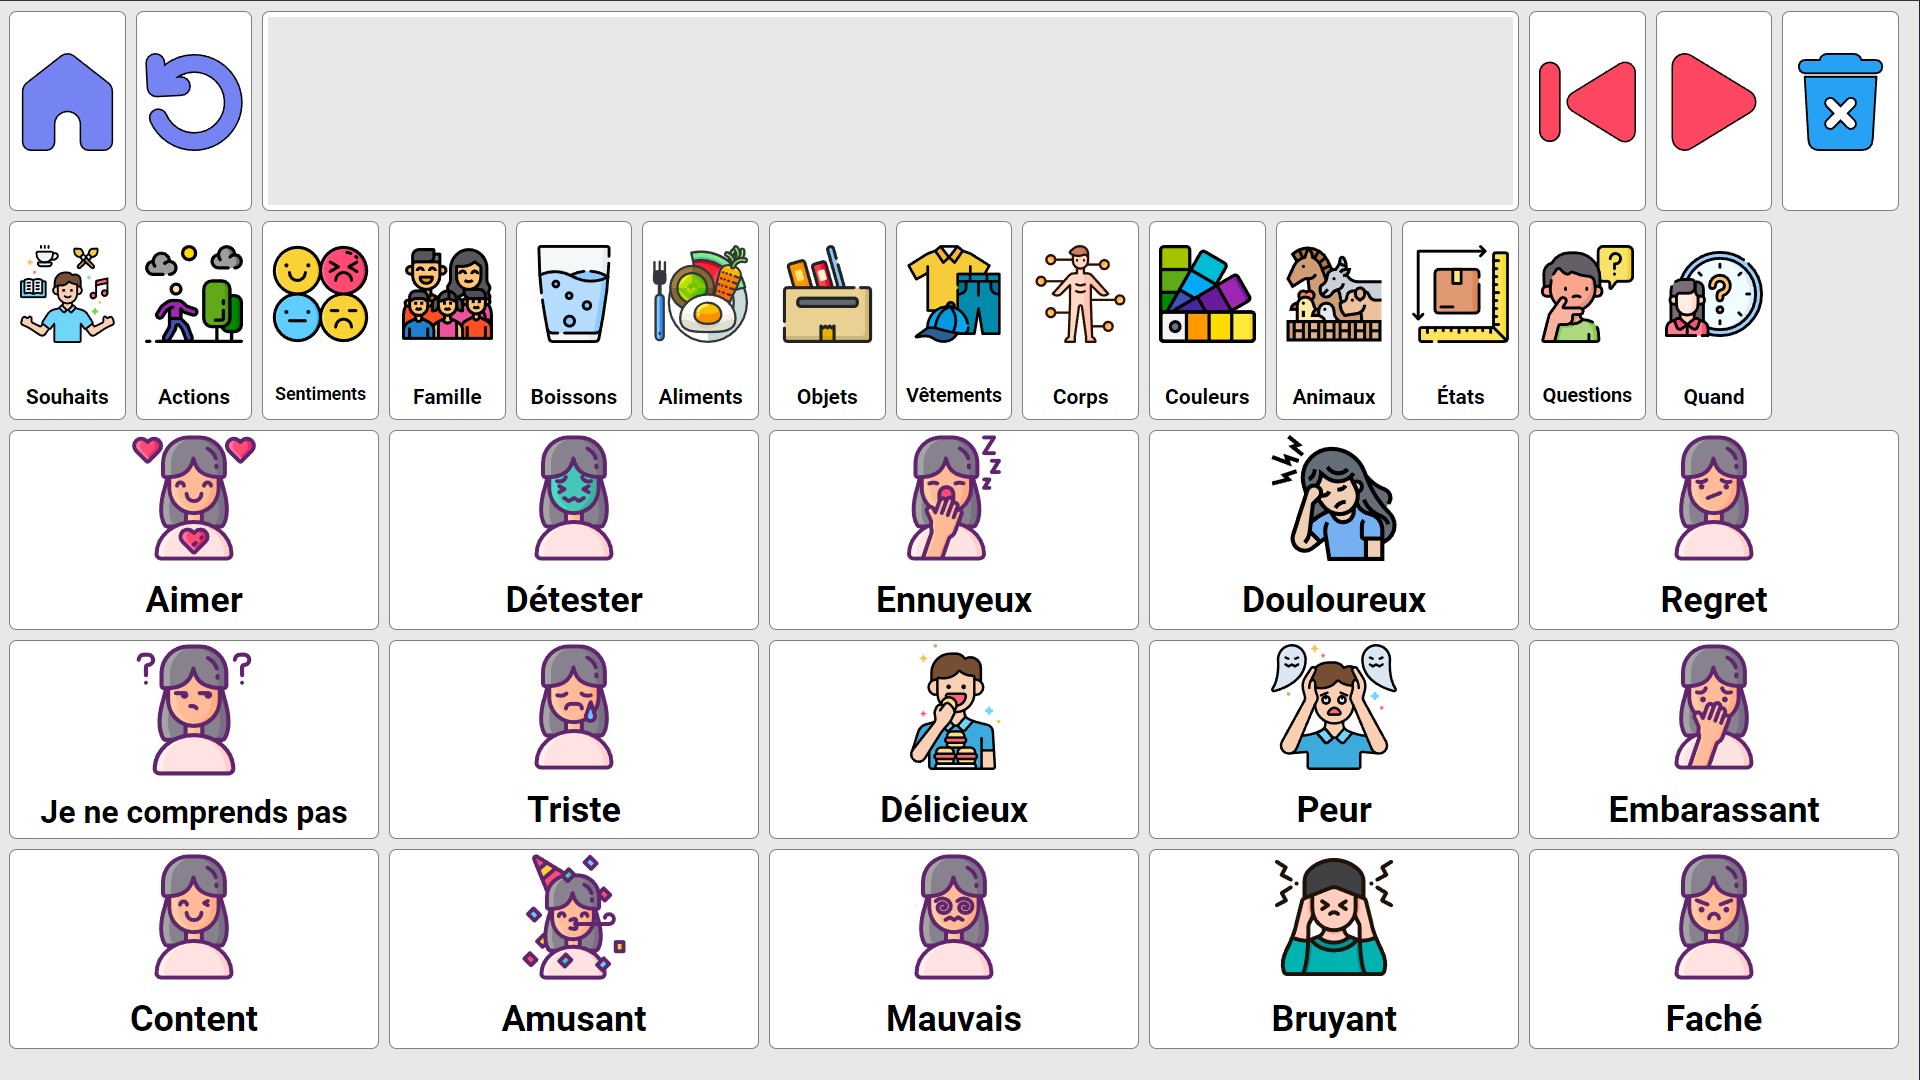 Souhaits
Actions
Sentiments
Famille
Boissons
Aliments
Objets
Vêtements
Corps
Couleurs
Animaux
États
Questions
Quand
Aimer
Détester
Ennuyeux
Douloureux
Regret
Je ne comprends pas
Triste
Délicieux
Peur
Embarassant
Content
Amusant
Mauvais
Bruyant
Faché